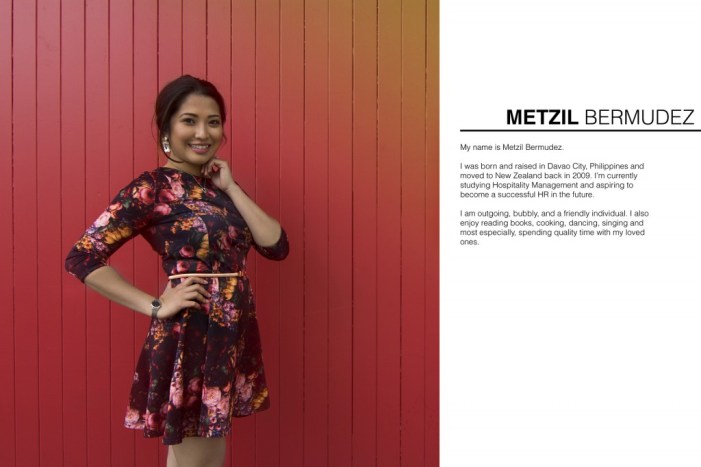 METZIL BERMUDEZ
My name is Metzil Bermudez.
I was born and raised in Davao City, Philippines and
moved to New Zealand back in 2009. I'm currently
studying Hospitality Management and aspiring to
become a successful HR in the future.
I am outgoing, bubbly, and a friendly individual. I also
enjoy reading books, cooking, dancing, singing and
most especially, spending quality time with my loved
ones.